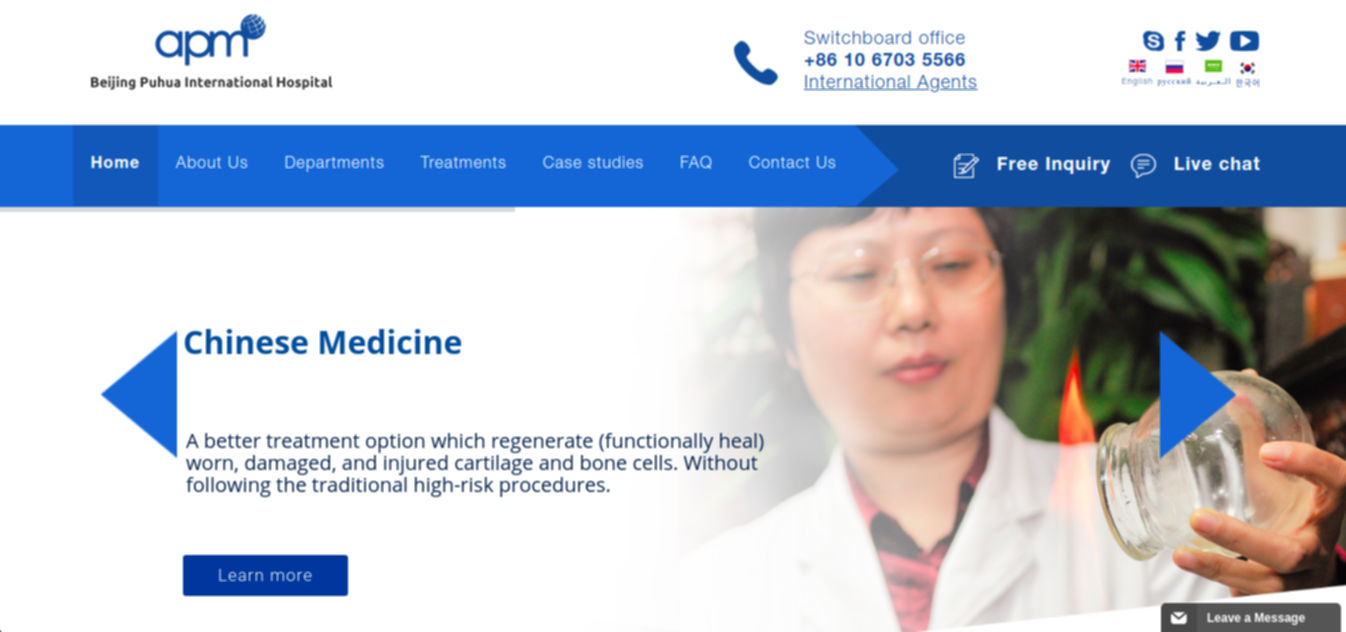 apm
Beijing Puhua International Hospital
Switchboard office
+86 10 6703 5566
International Agents
English русский العربية 한국어
Home About Us Departments Treatments Case studies FAQ Contact Us Free Inquiry Live chat
Chinese Medicine
A better treatment option which regenerate (functionally heal)
worn, damaged, and injured cartilage and bone cells. Without
following the traditional high-risk procedures.
Learn more
Leave a Message